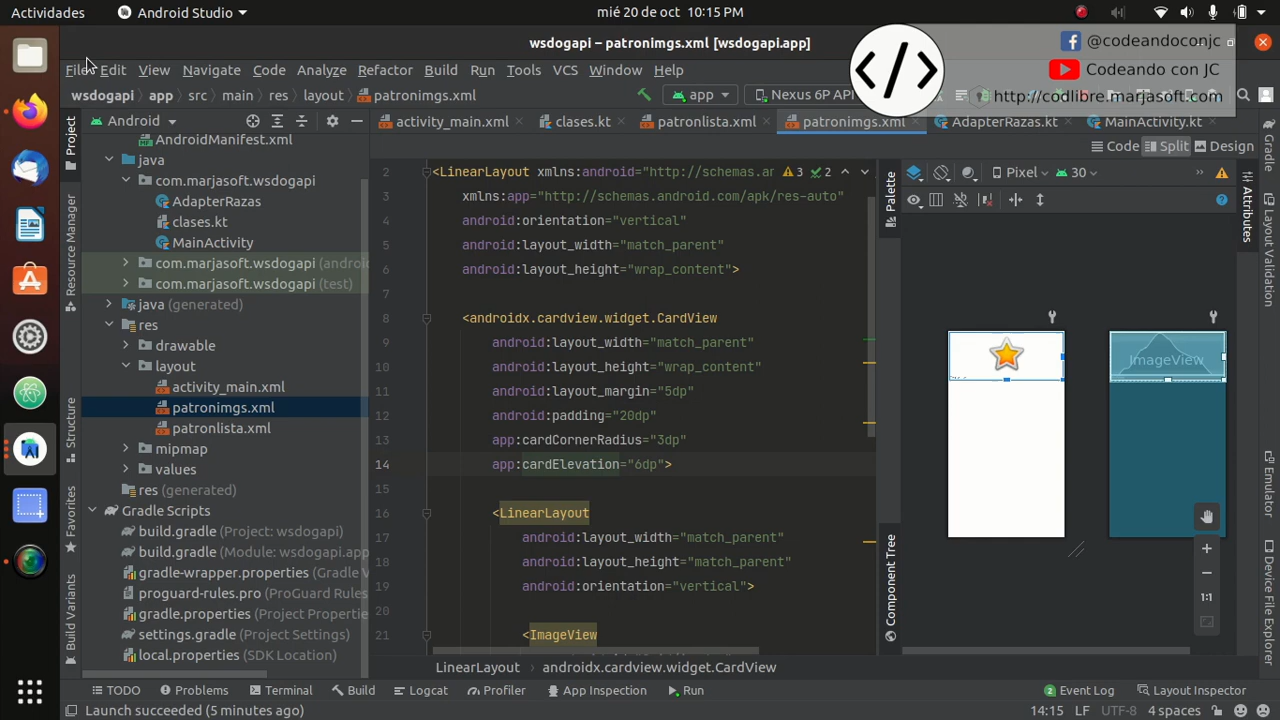 Actividades
Android Studio
mié 20 de oct 10:15 PM
wsdogapi – patronimgs.xml [wsdogapi.app]
@codeandoconjc
Codeando con JC
http://codlibre.marjasoft.com
File Edit View Navigate Code Analyze Refactor Build Run Tools VCS Window Help
wsdogapi app src main res layout patronimgs.xml
app
Nexus 6P API
Android
activity_main.xml clases.kt patronlista.xml patronimgs.xml AdapterRazas.kt MainActivity.kt
Code Split Design
Project
Resource Manager
Structure
Favorites
Build Variants
AndroidManifest.xml
java
com.marjasoft.wsdogapi
AdapterRazas
clases.kt
MainActivity
com.marjasoft.wsdogapi (andro
com.marjasoft.wsdogapi (test)
java (generated)
res
drawable
layout
activity_main.xml
patronimgs.xml
patronlista.xml
mipmap
values
res (generated)
Gradle Scripts
build.gradle (Project: wsdogapi)
build.gradle (Module: wsdogapi.app
gradle-wrapper.properties (Gradle V
proguard-rules.pro (ProGuard Rules
gradle.properties (Project Properties
settings.gradle (Project Settings)
local.properties (SDK Location)
2 <LinearLayout xmlns:android="http://schemas.ar 3 2
3 xmlns:app="http://schemas.android.com/apk/res-auto"
4 android:orientation="vertical"
5 android:layout_width="match_parent"
6 android:layout_height="wrap_content">
7
8 <androidx.cardview.widget.CardView
9 android:layout_width="match_parent"
10 android:layout_height="wrap_content"
11 android:layout_margin="5dp"
12 android:padding="20dp"
13 app:cardCornerRadius="3dp"
14 app:cardElevation="6dp">
15
16 <LinearLayout
17 android:layout_width="match_parent"
18 android:layout_height="match_parent"
19 android:orientation="vertical">
20
21 <ImageView
LinearLayout androidx.cardview.widget.CardView
Palette
Component Tree
Pixel 30
ImageView
1:1
Gradle
Attributes
Layout Validation
Emulator
Device File Explorer
TODO Problems Terminal Build Logcat Profiler App Inspection Run
2 Event Log Layout Inspector
Launch succeeded (5 minutes ago)
14:15 LF UTF-8 4 spaces